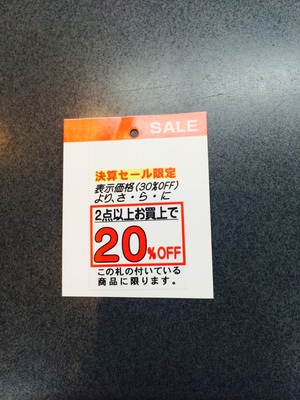 SALE
決算セール限定
表示価格(30%OFF)
より、さ・ら・に
2点以上お買上で
20%OFF
この札の付いている
商品に限ります。